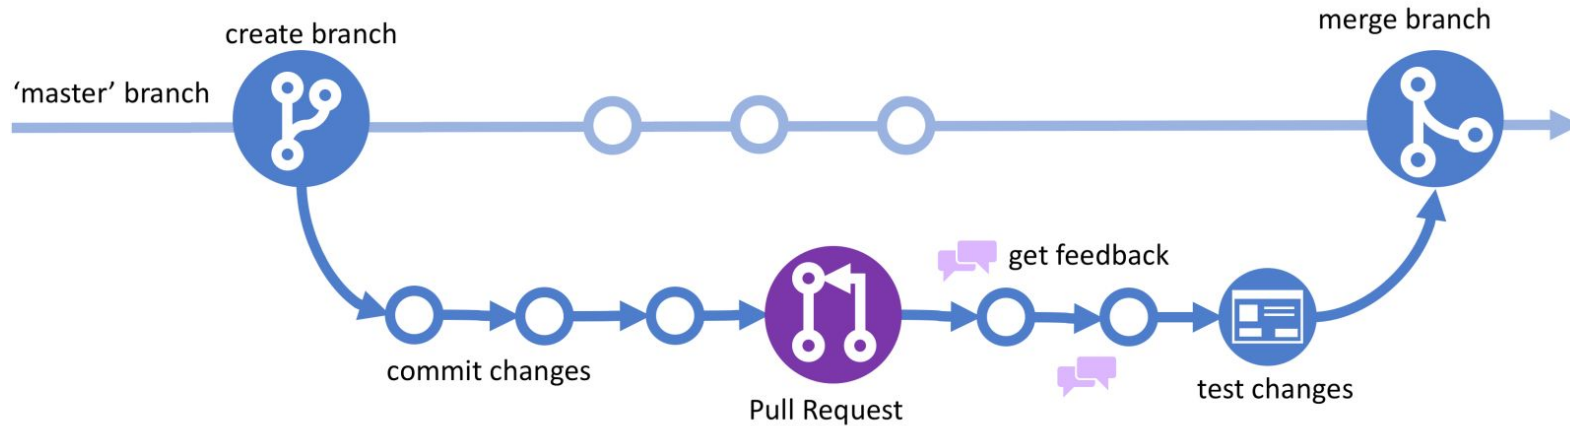 create branch
merge branch
‘master’ branch
get feedback
commit changes
Pull Request
test changes